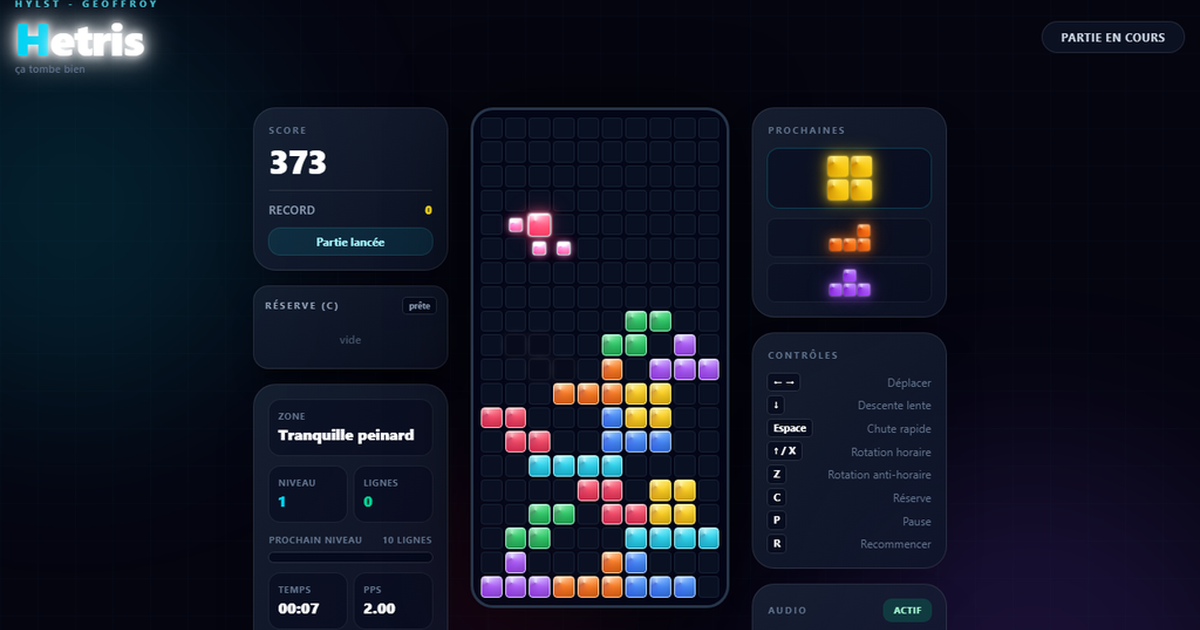 HYLST - GEOFFROY
Hetris
ça tombe bien
PARTIE EN COURS
SCORE
373
RECORD 0
Partie lancée
RÉSERVE (C) prête
vide
ZONE
Tranquille peinard
NIVEAU
1
LIGNES
0
PROCHAIN NIVEAU 10 LIGNES
TEMPS
00:07
PPS
2.00
PROCHAINES
CONTRÔLES
← → Déplacer
↓ Descente lente
Espace Chute rapide
↑ / X Rotation horaire
Z Rotation anti-horaire
C Réserve
P Pause
R Recommencer
AUDIO ACTIF